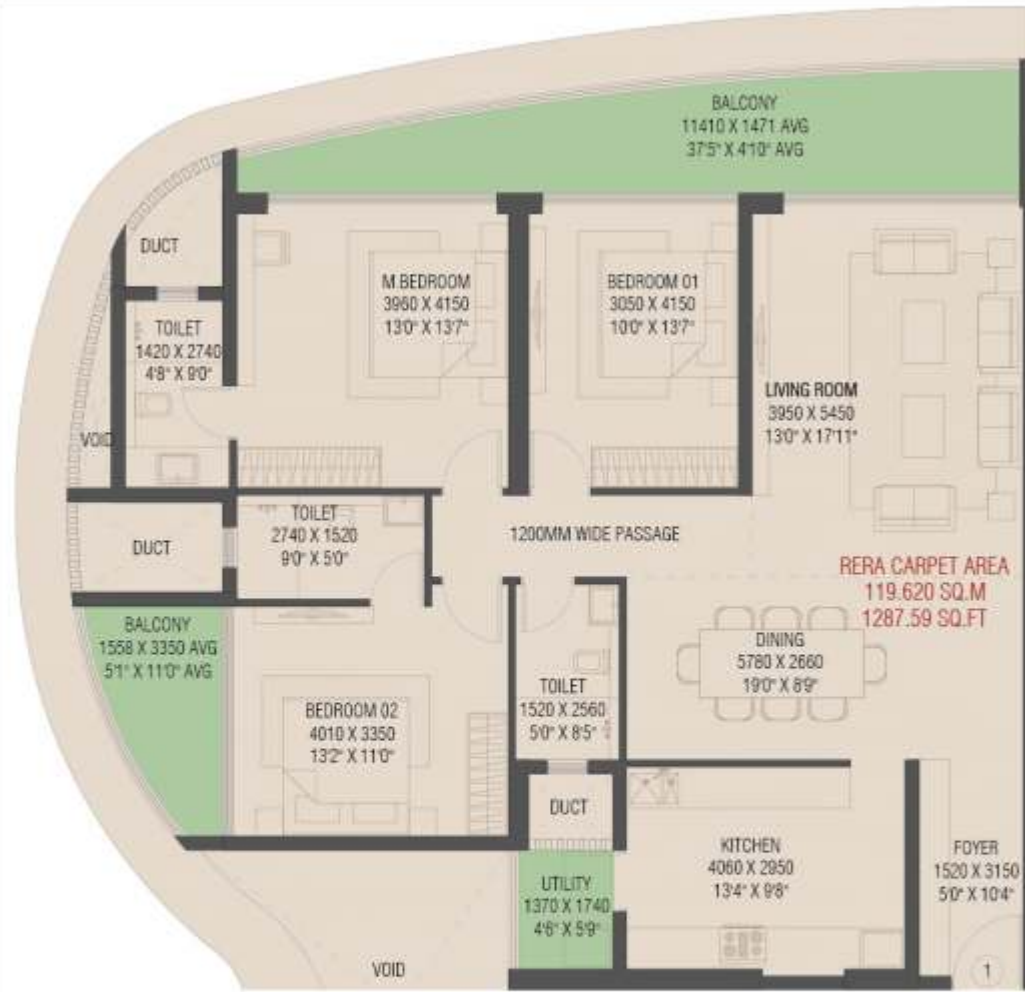 BALCONY
11410 X 1471 AVG
37'5" X 4'10" AVG
DUCT
M.BEDROOM
3960 X 4150
13'0" X 13'7"
BEDROOM 01
3050 X 4150
10'0" X 13'7"
TOILET
1420 X 2740
4'8" X 9'0"
LIVING ROOM
3950 X 5450
13'0" X 17'11"
VOID
TOILET
2740 X 1520
9'0" X 5'0"
DUCT
1200MM WIDE PASSAGE
RERA CARPET AREA
119.620 SQ.M
1287.59 SQ.FT
BALCONY
1558 X 3350 AVG
5'1" X 11'0" AVG
DINING
5780 X 2660
19'0" X 8'9"
BEDROOM 02
4010 X 3350
13'2" X 11'0"
TOILET
1520 X 2560
5'0" X 8'5"
DUCT
KITCHEN
4060 X 2950
13'4" X 9'8"
FOYER
1520 X 3150
5'0" X 10'4"
UTILITY
1370 X 1740
4'6" X 5'9"
VOID
1